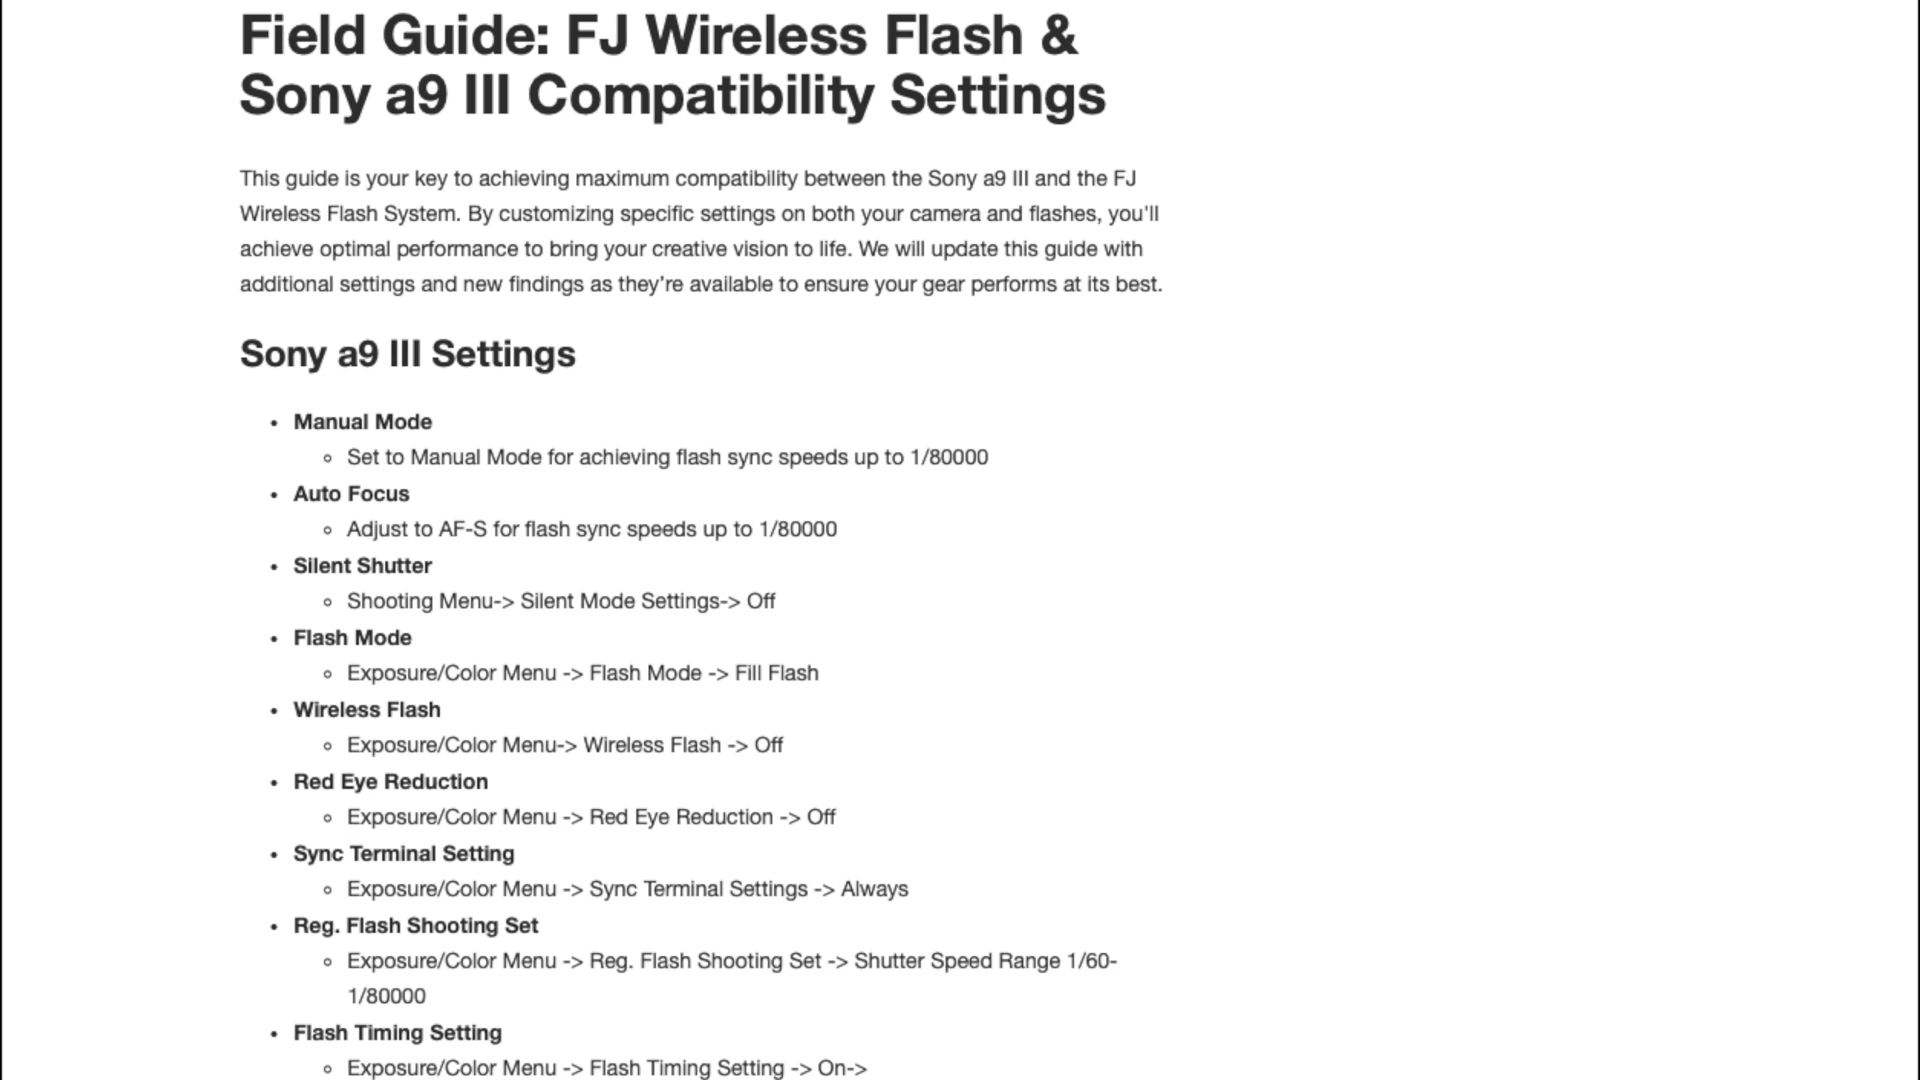 Field Guide: FJ Wireless Flash &
Sony a9 III Compatibility Settings
This guide is your key to achieving maximum compatibility between the Sony a9 III and the FJ
Wireless Flash System. By customizing specific settings on both your camera and flashes, you'll
achieve optimal performance to bring your creative vision to life. We will update this guide with
additional settings and new findings as they’re available to ensure your gear performs at its best.
Sony a9 III Settings
• Manual Mode
◦ Set to Manual Mode for achieving flash sync speeds up to 1/80000
• Auto Focus
◦ Adjust to AF-S for flash sync speeds up to 1/80000
• Silent Shutter
◦ Shooting Menu-> Silent Mode Settings-> Off
• Flash Mode
◦ Exposure/Color Menu -> Flash Mode -> Fill Flash
• Wireless Flash
◦ Exposure/Color Menu-> Wireless Flash -> Off
• Red Eye Reduction
◦ Exposure/Color Menu -> Red Eye Reduction -> Off
• Sync Terminal Setting
◦ Exposure/Color Menu -> Sync Terminal Settings -> Always
• Reg. Flash Shooting Set
◦ Exposure/Color Menu -> Reg. Flash Shooting Set -> Shutter Speed Range 1/60-
1/80000
• Flash Timing Setting
◦ Exposure/Color Menu -> Flash Timing Setting -> On->